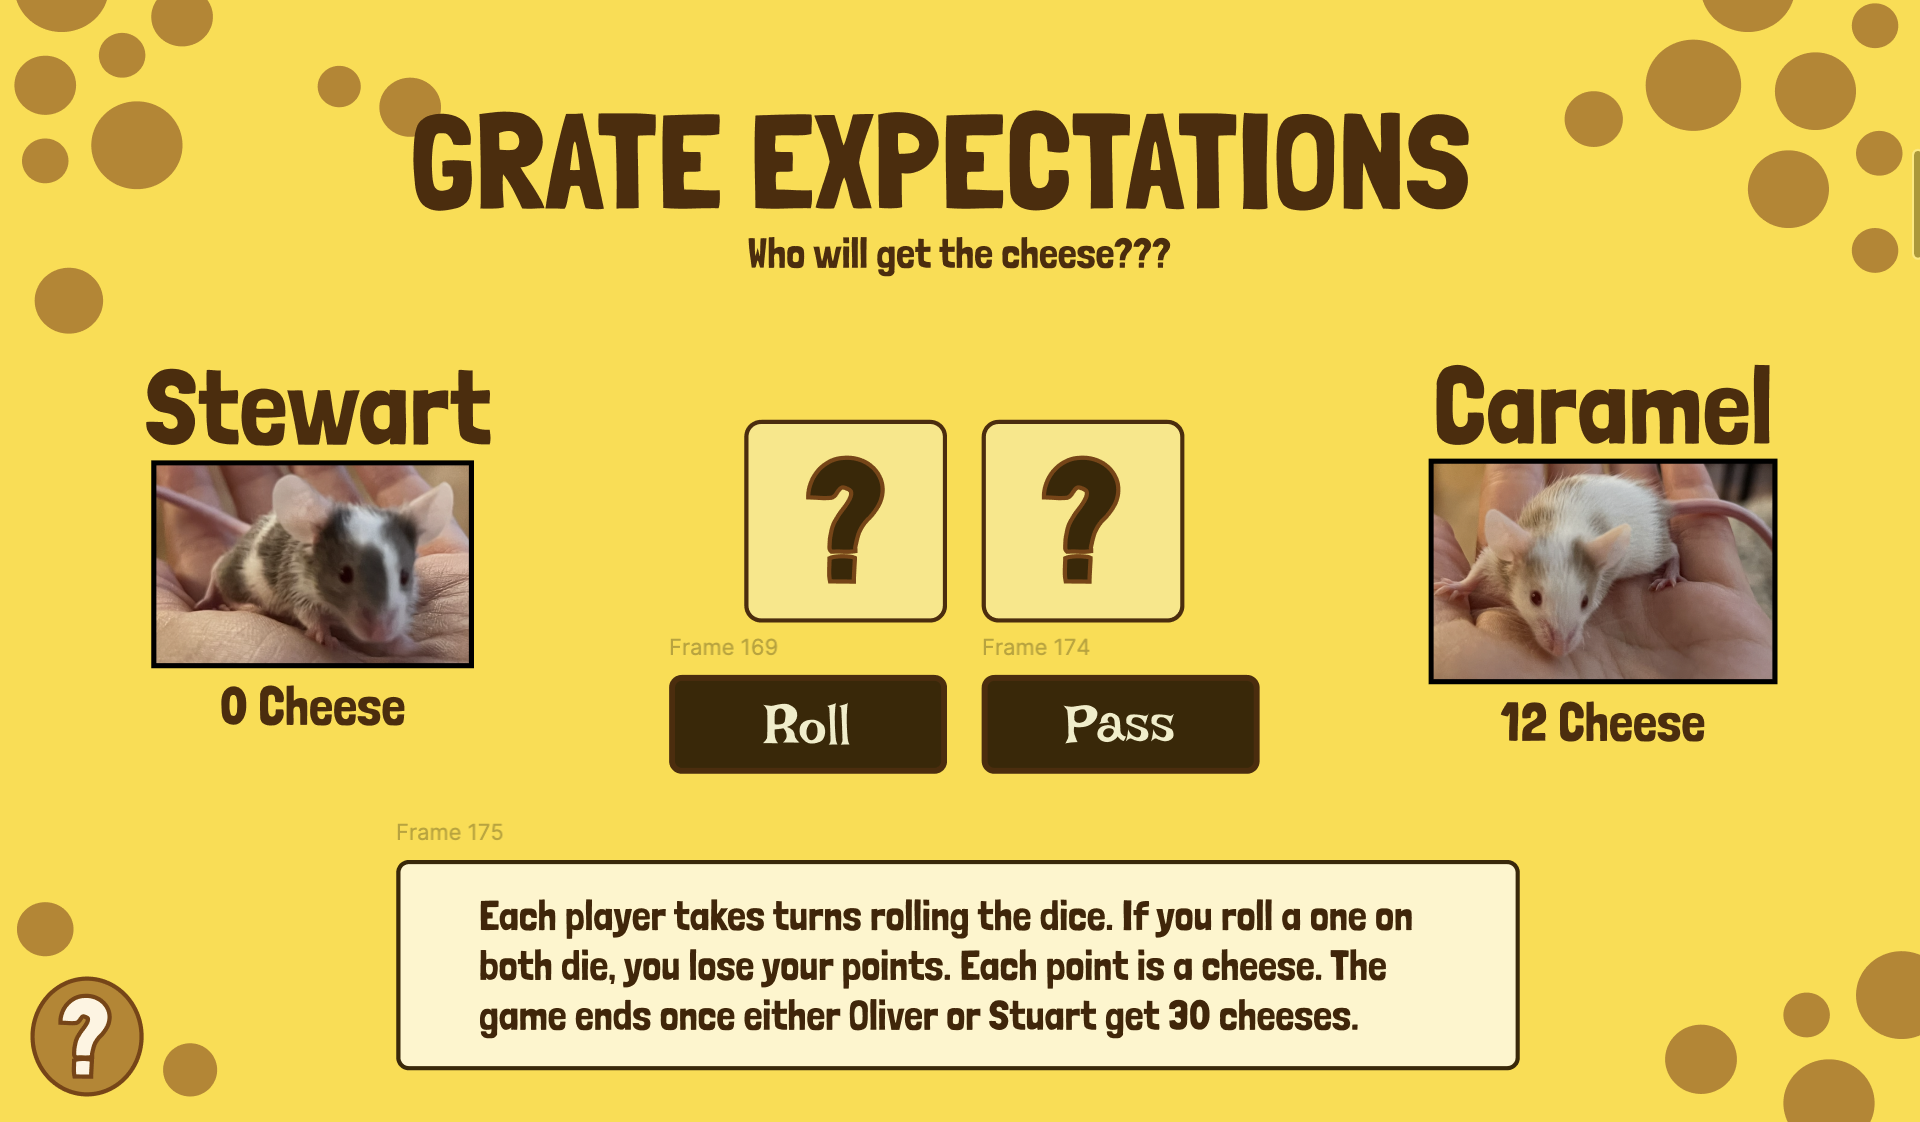 GRATE EXPECTATIONS
Who will get the cheese???
Stewart
Caramel
?
?
Frame 169
Frame 174
0 Cheese
Roll
Pass
12 Cheese
Frame 175
Each player takes turns rolling the dice. If you roll a one on
both die, you lose your points. Each point is a cheese. The
game ends once either Oliver or Stuart get 30 cheeses.
?